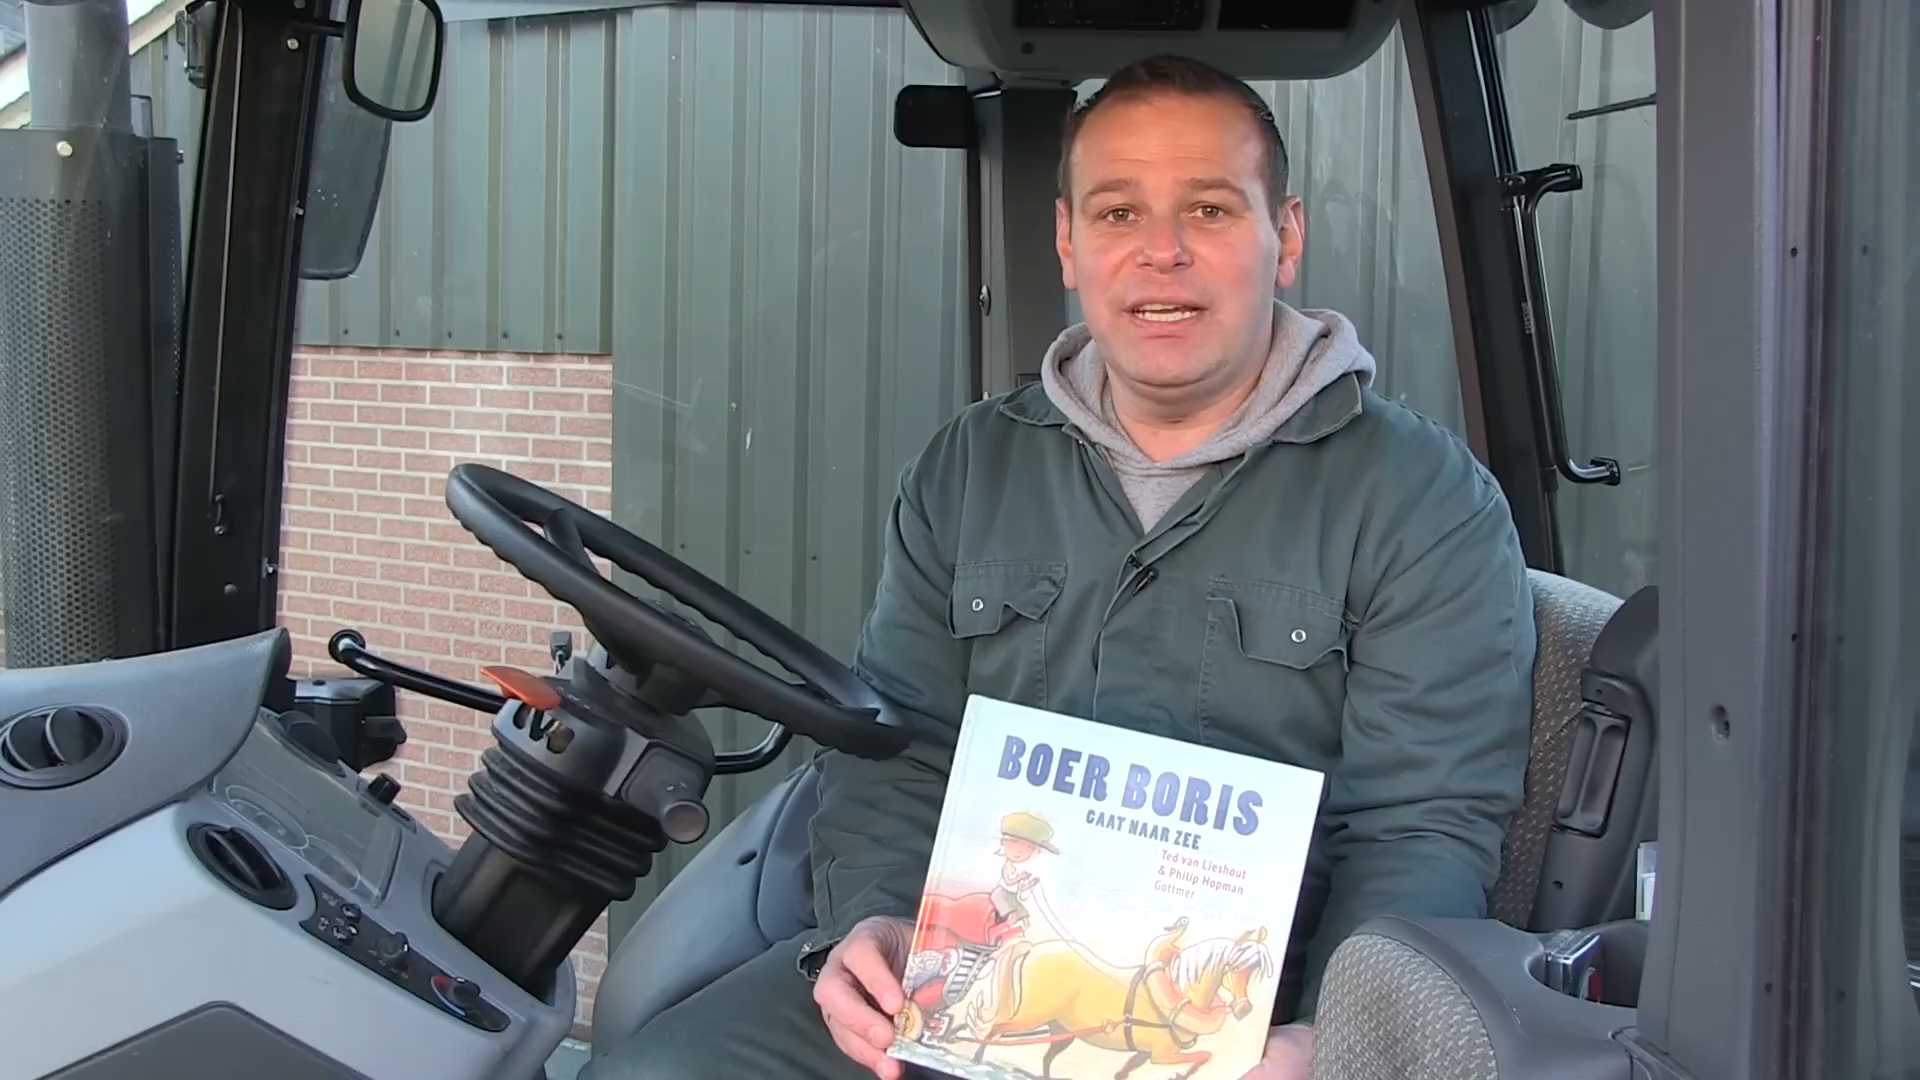 BOER BORIS
GAAT NAAR ZEE
Ted van Lieshout
& Philip Hopman
Gottmer